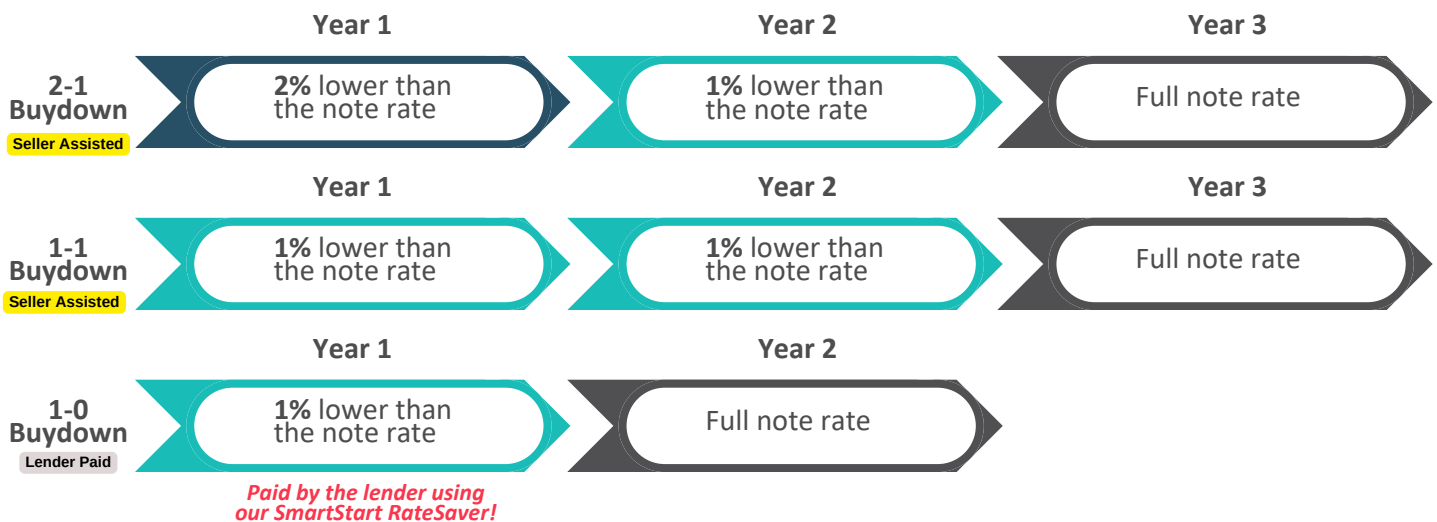 Year 1
Year 2
Year 3
2-1
Buydown
Seller Assisted
2% lower than
the note rate
1% lower than
the note rate
Full note rate
Year 1
Year 2
Year 3
1-1
Buydown
Seller Assisted
1% lower than
the note rate
1% lower than
the note rate
Full note rate
Year 1
Year 2
1-0
Buydown
Lender Paid
1% lower than
the note rate
Full note rate
Paid by the lender using
our SmartStart RateSaver!